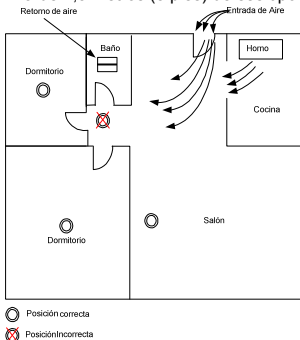 Retorno de aire
Entrada de Aire
Baño
Horno
Dormitorio
Cocina
Salón
Dormitorio
Posición correcta
PosiciónIncorrecta